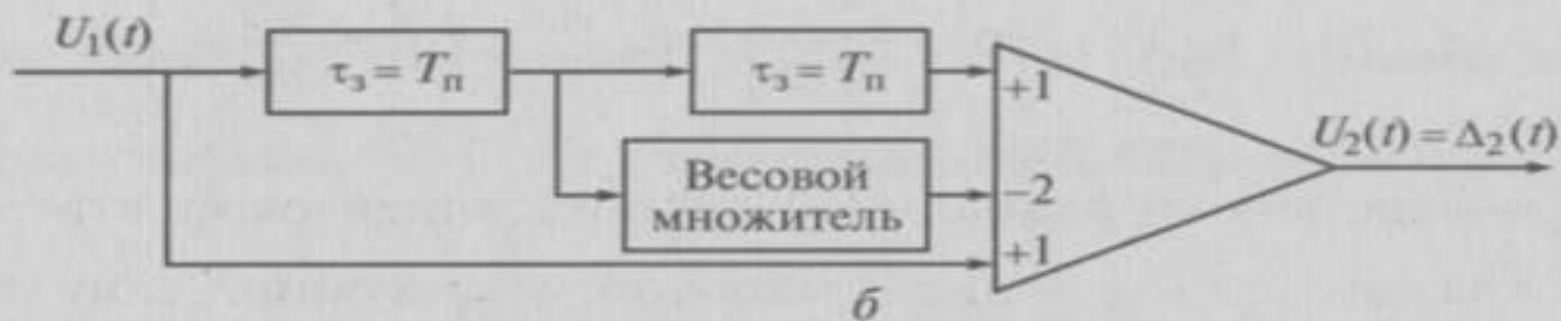 U₁(t)
τ₃ = Tп
τ₃ = Tп
+1
U₂(t) = Δ₂(t)
Весовой
множитель
−2
+1
б